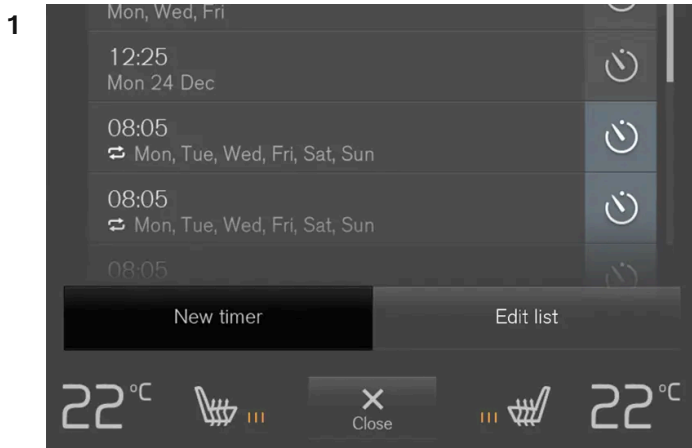 1
Mon, Wed, Fri
12:25
Mon 24 Dec
08:05
Mon, Tue, Wed, Fri, Sat, Sun
08:05
Mon, Tue, Wed, Fri, Sat, Sun
08:05
New timer
Edit list
22°C
Close
22°C